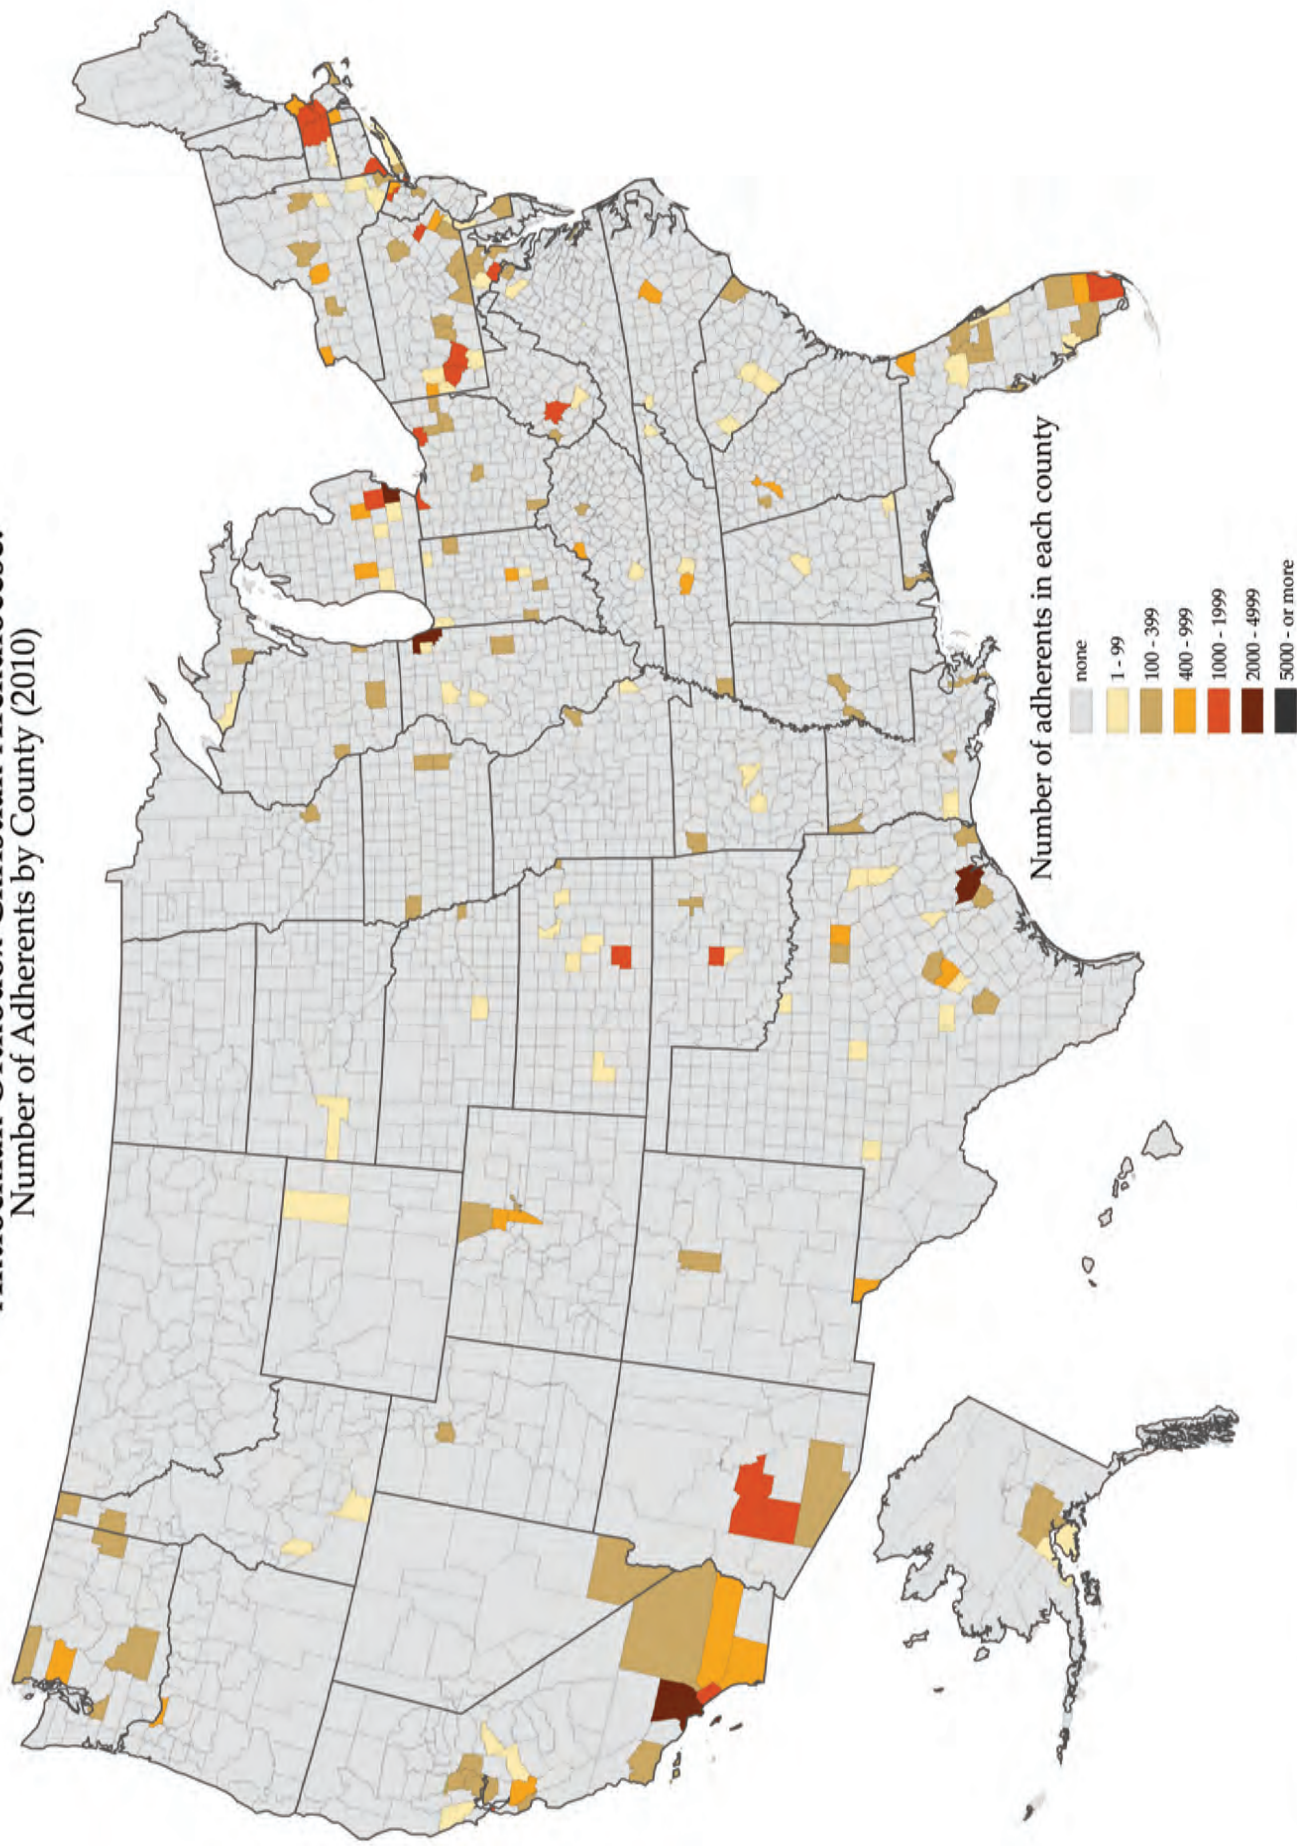 Number of Adherents by County (2010)
Number of adherents in each county
none
1 - 99
100 - 399
400 - 999
1000 - 1999
2000 - 4999
5000 - or more